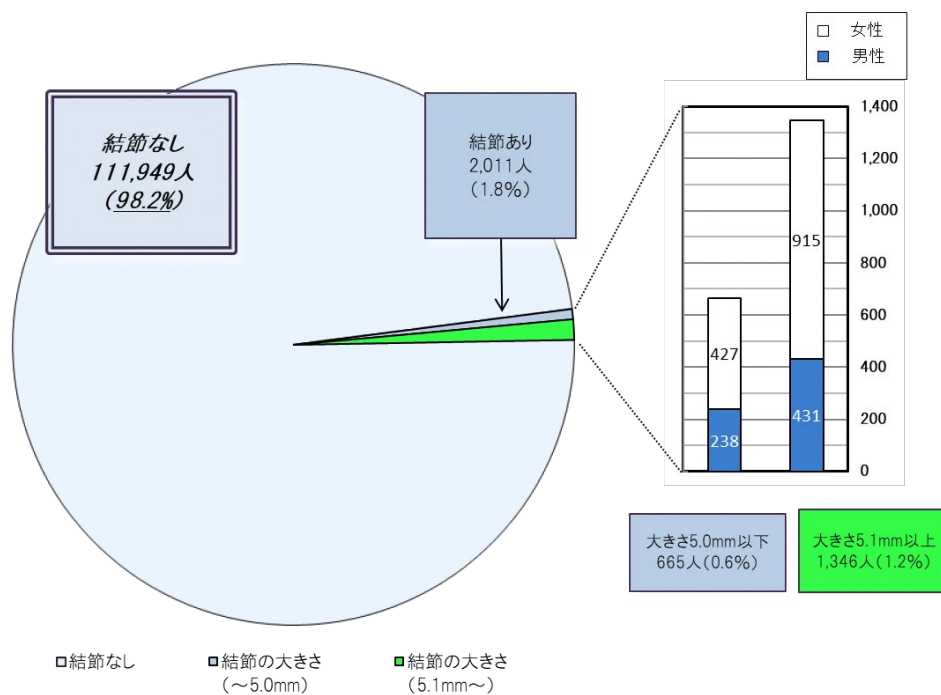 女性
男性
結節なし
111,949人
(98.2%)
結節あり
2,011人
(1.8%)
1,400
1,200
1,000
800
600
400
200
0
915
427
431
238
大きさ5.0mm以下
665人(0.6%)
大きさ5.1mm以上
1,346人(1.2%)
結節なし
結節の大きさ
(～5.0mm)
結節の大きさ
(5.1mm～)